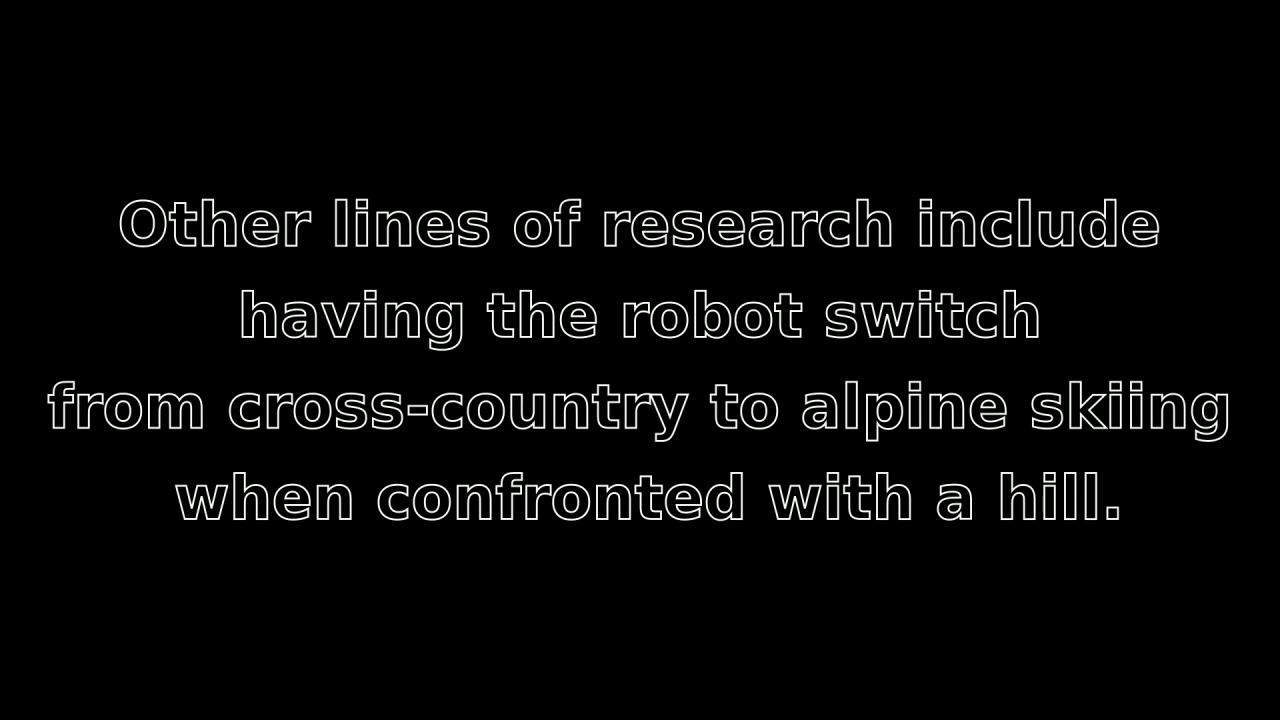 Other lines of research include
having the robot switch
from cross-country to alpine skiing
when confronted with a hill.